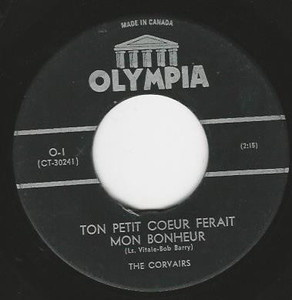 MADE IN CANADA
OLYMPIA
O-1
(CT-30241)
(2:15)
TON PETIT COEUR FERAIT
MON BONHEUR
(Lt. Vitale-Bob Barry)
THE CORVAIRS